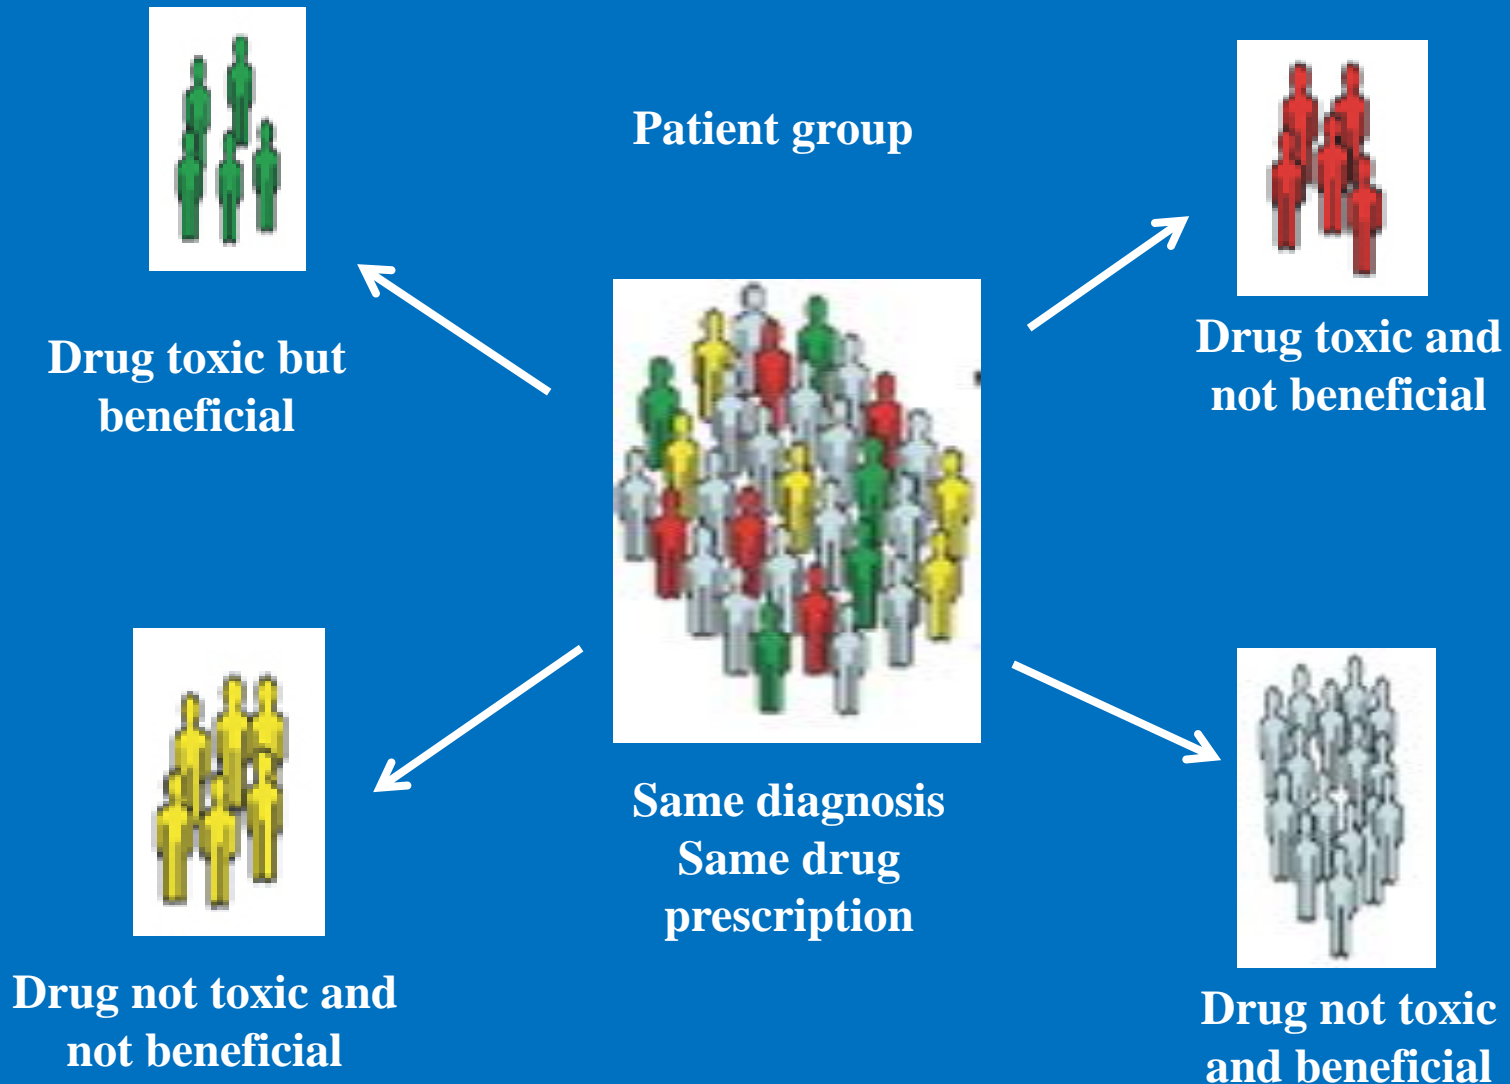 Patient group
Drug toxic but
beneficial
Drug toxic and
not beneficial
Same diagnosis
Same drug
prescription
Drug not toxic and
not beneficial
Drug not toxic
and beneficial